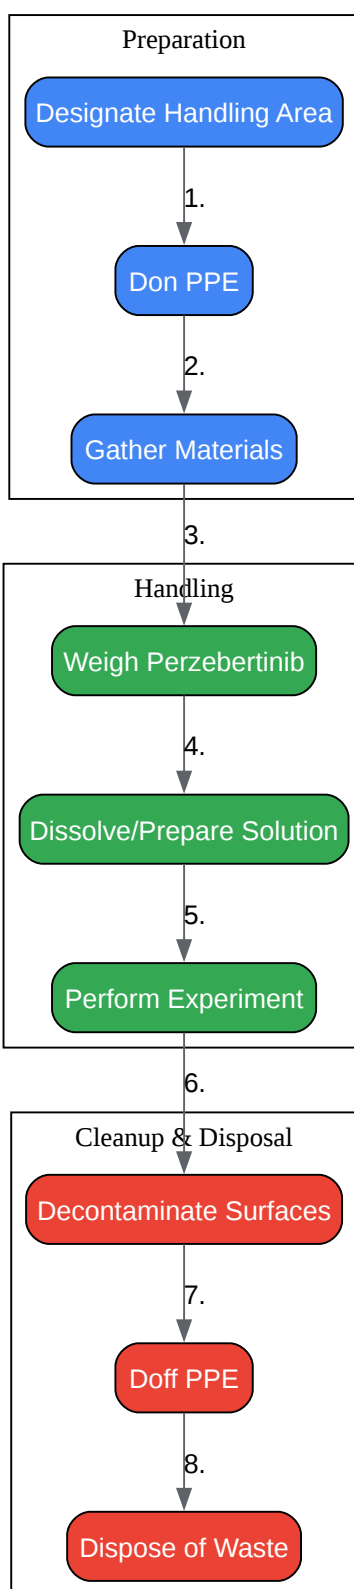 Preparation
Designate Handling Area
1.
Don PPE
2.
Gather Materials
3.
Handling
Weigh Perzebertinib
4.
Dissolve/Prepare Solution
5.
Perform Experiment
6.
Cleanup & Disposal
Decontaminate Surfaces
7.
Doff PPE
8.
Dispose of Waste